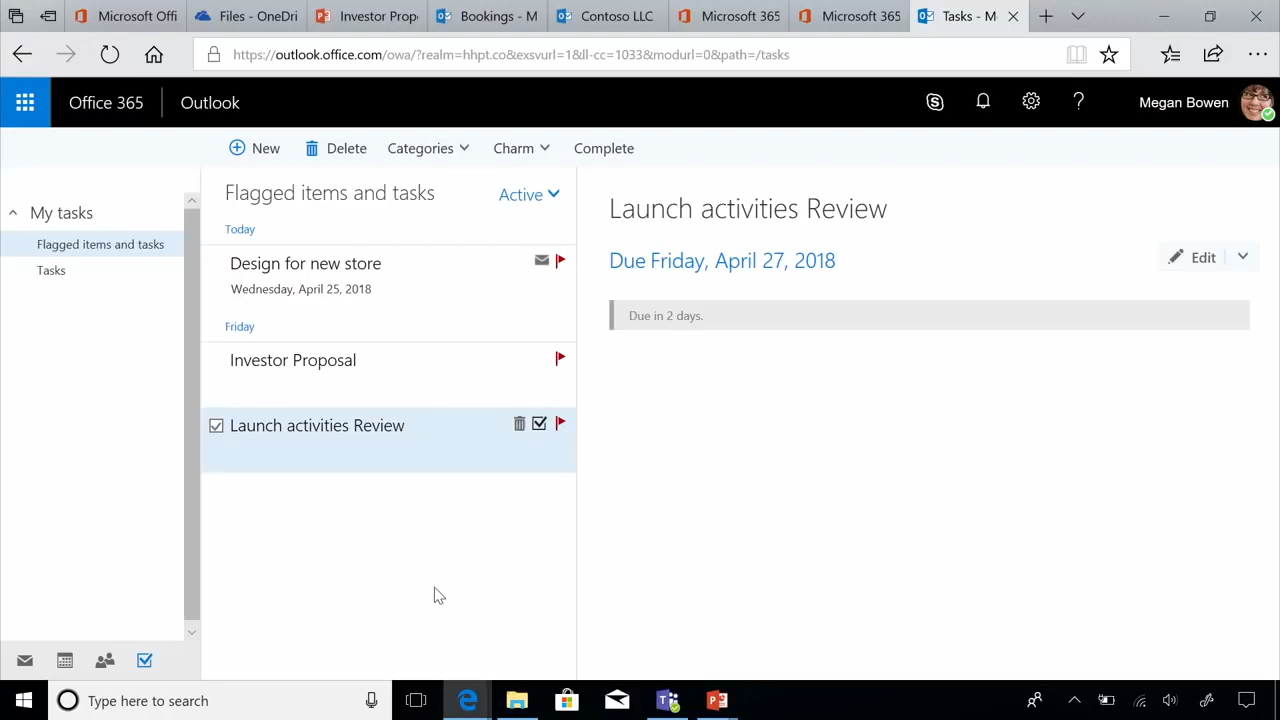 Microsoft Offi
Files - OneDri
Investor Prop
Bookings - M
Contoso LLC
Microsoft 365
Microsoft 365
Tasks - M
https://outlook.office.com/owa/?realm=hhpt.co&exsvurl=1&ll-cc=1033&modurl=0&path=/tasks
Office 365
Outlook
Megan Bowen
New
Delete
Categories
Charm
Complete
My tasks
Flagged items and tasks
Tasks
Flagged items and tasks
Active
Today
Design for new store
Wednesday, April 25, 2018
Friday
Investor Proposal
Launch activities Review
Launch activities Review
Due Friday, April 27, 2018
Edit
Due in 2 days.
Type here to search